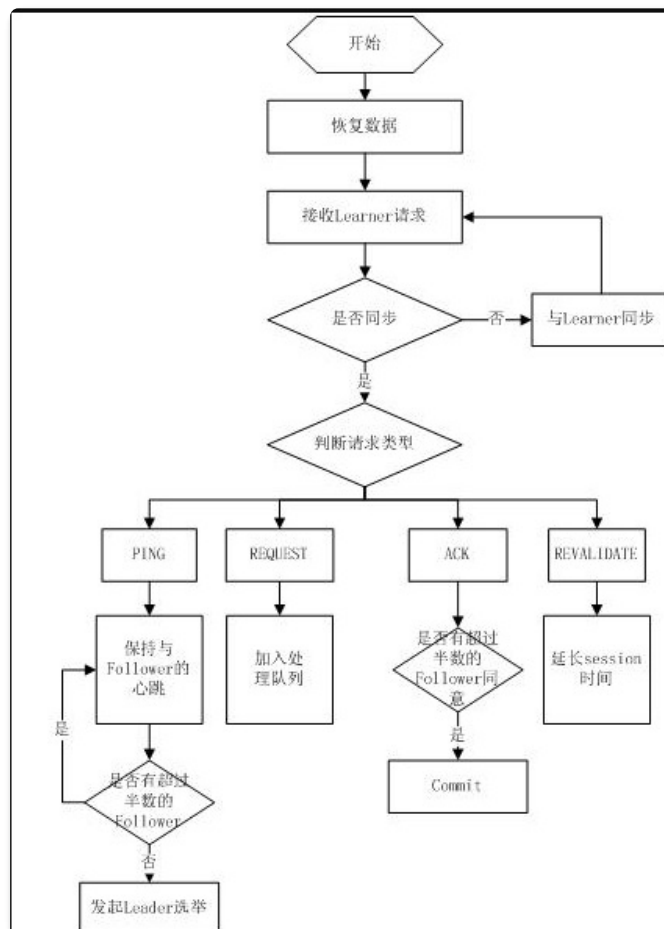 开始
恢复数据
接收Learner请求
是否同步
否
与Learner同步
是
判断请求类型
PING
REQUEST
ACK
REVALIDATE
保持与
Follower的
心跳
加入处
理队列
是否有超过
半数的
Follower同
意
延长session
时间
是
是
Commit
是否有超过
半数的
Follower
否
发起Leader选举